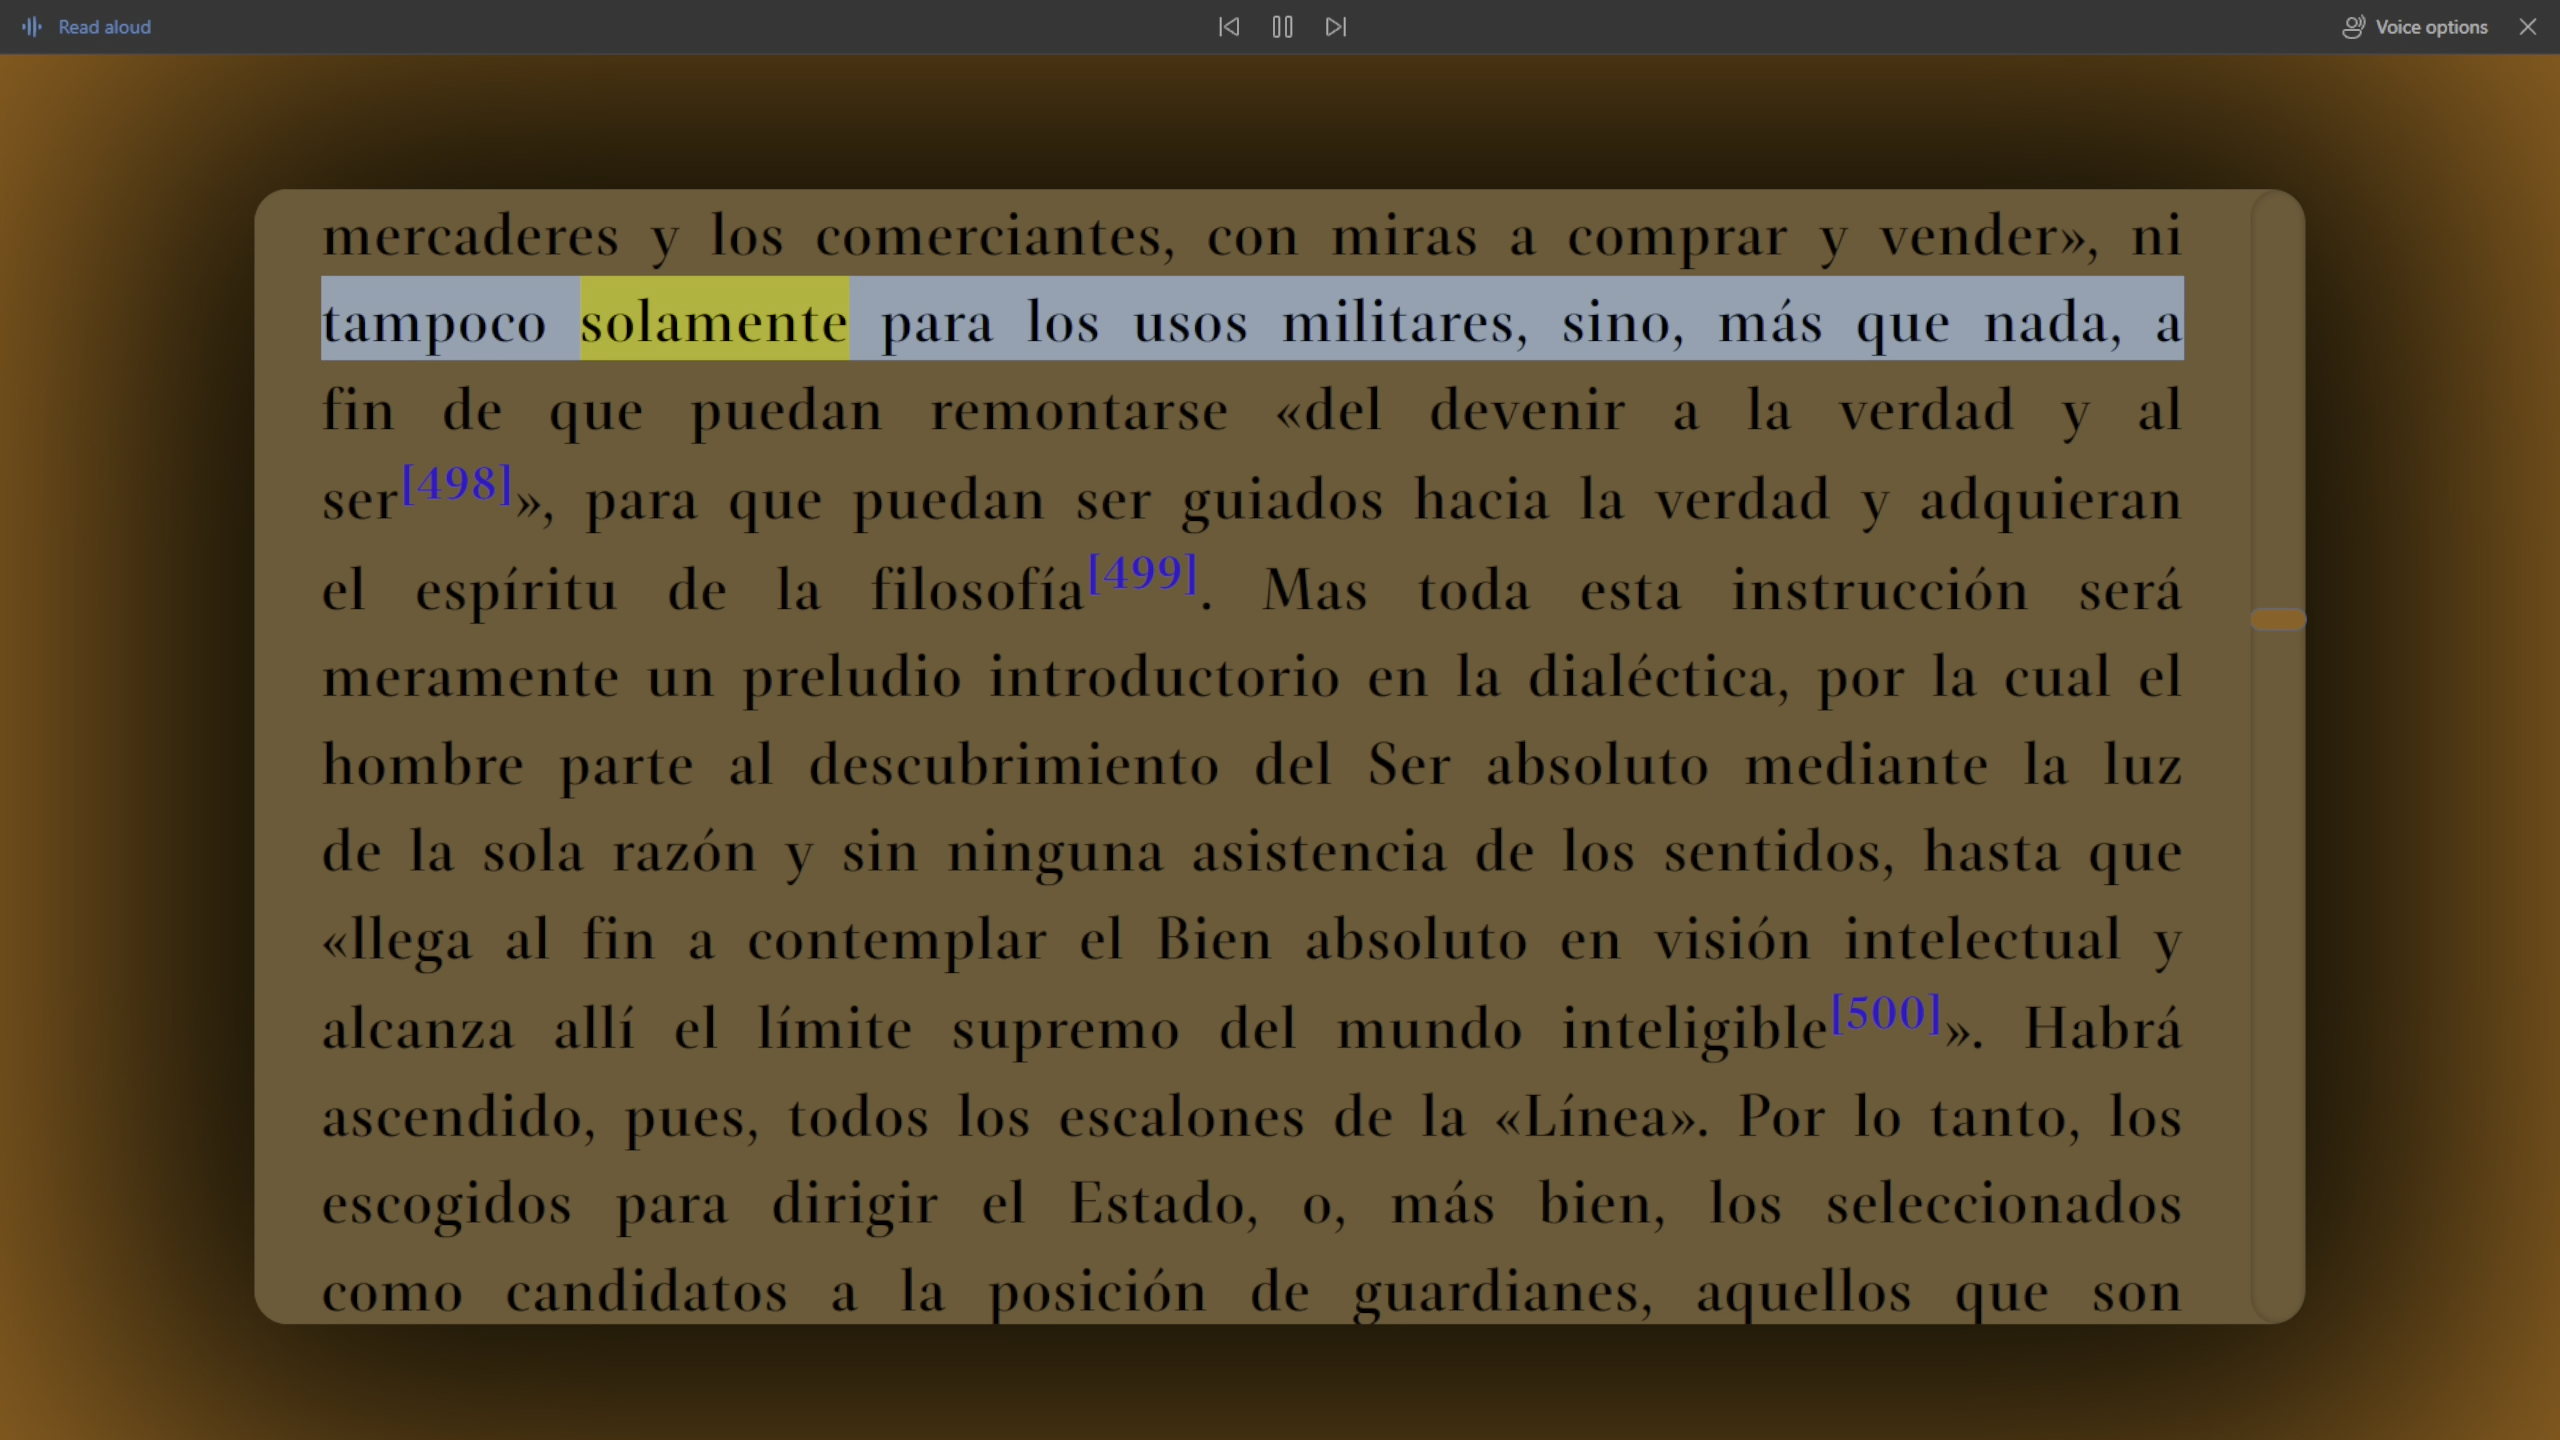 Read aloud
Voice options
mercaderes y los comerciantes, con miras a comprar y vender», ni
tampoco solamente para los usos militares, sino, más que nada, a
fin de que puedan remontarse «del devenir a la verdad y al
ser[498]», para que puedan ser guiados hacia la verdad y adquieran
el espíritu de la filosofía[499]. Mas toda esta instrucción será
meramente un preludio introductorio en la dialéctica, por la cual el
hombre parte al descubrimiento del Ser absoluto mediante la luz
de la sola razón y sin ninguna asistencia de los sentidos, hasta que
«llega al fin a contemplar el Bien absoluto en visión intelectual y
alcanza allí el límite supremo del mundo inteligible[500]». Habrá
ascendido, pues, todos los escalones de la «Línea». Por lo tanto, los
escogidos para dirigir el Estado, o, más bien, los seleccionados
como candidatos a la posición de guardianes, aquellos que son